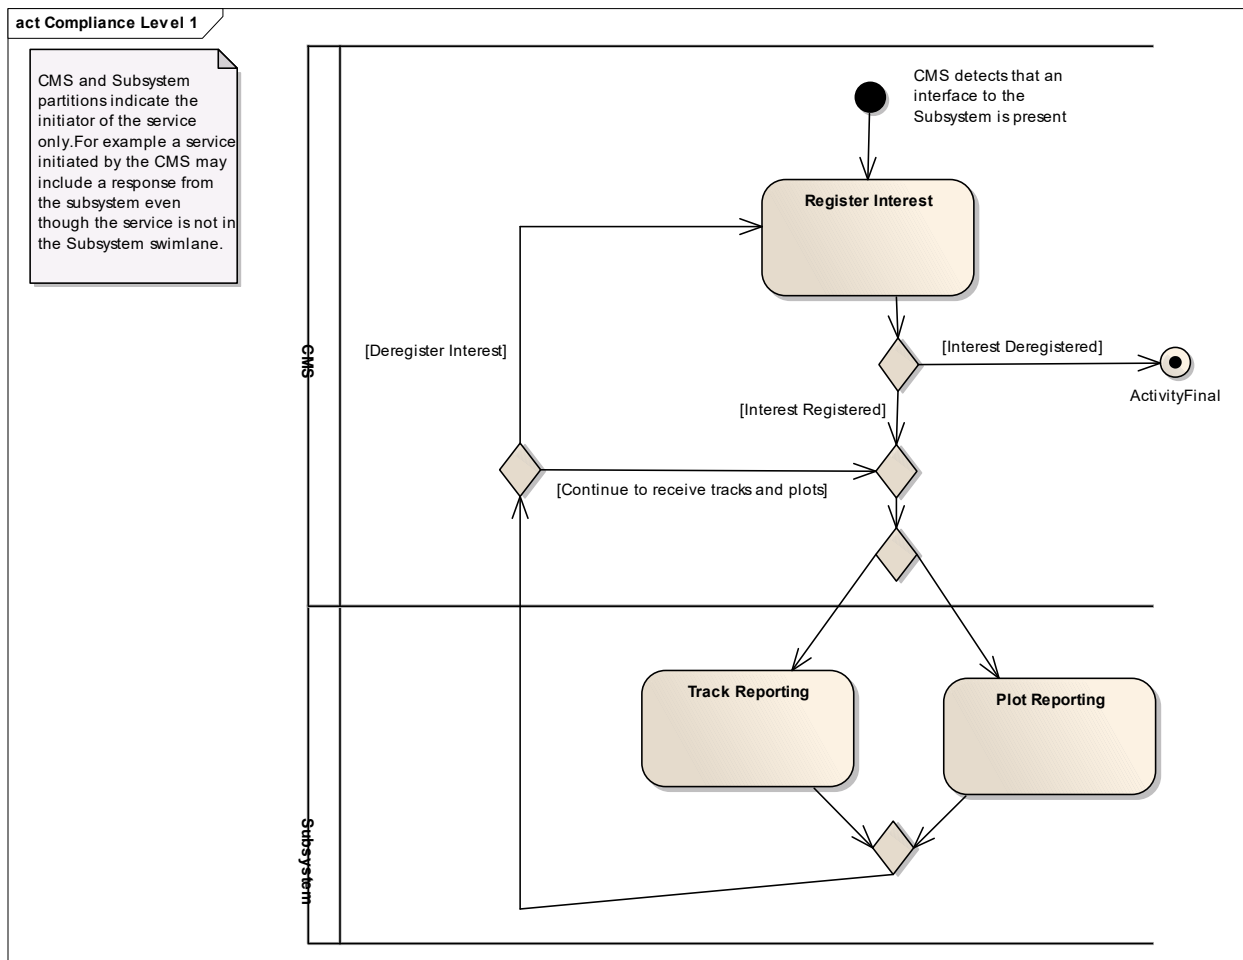 act Compliance Level 1
CMS and Subsystem
partitions indicate the
initiator of the service
only.For example a service
initiated by the CMS may
include a response from
the subsystem even
though the service is not in
the Subsystem swimlane.
CMS detects that an
interface to the
Subsystem is present
Register Interest
[Deregister Interest]
[Interest Deregistered]
CMS
ActivityFinal
[Interest Registered]
[Continue to receive tracks and plots]
Track Reporting
Plot Reporting
Subsystem